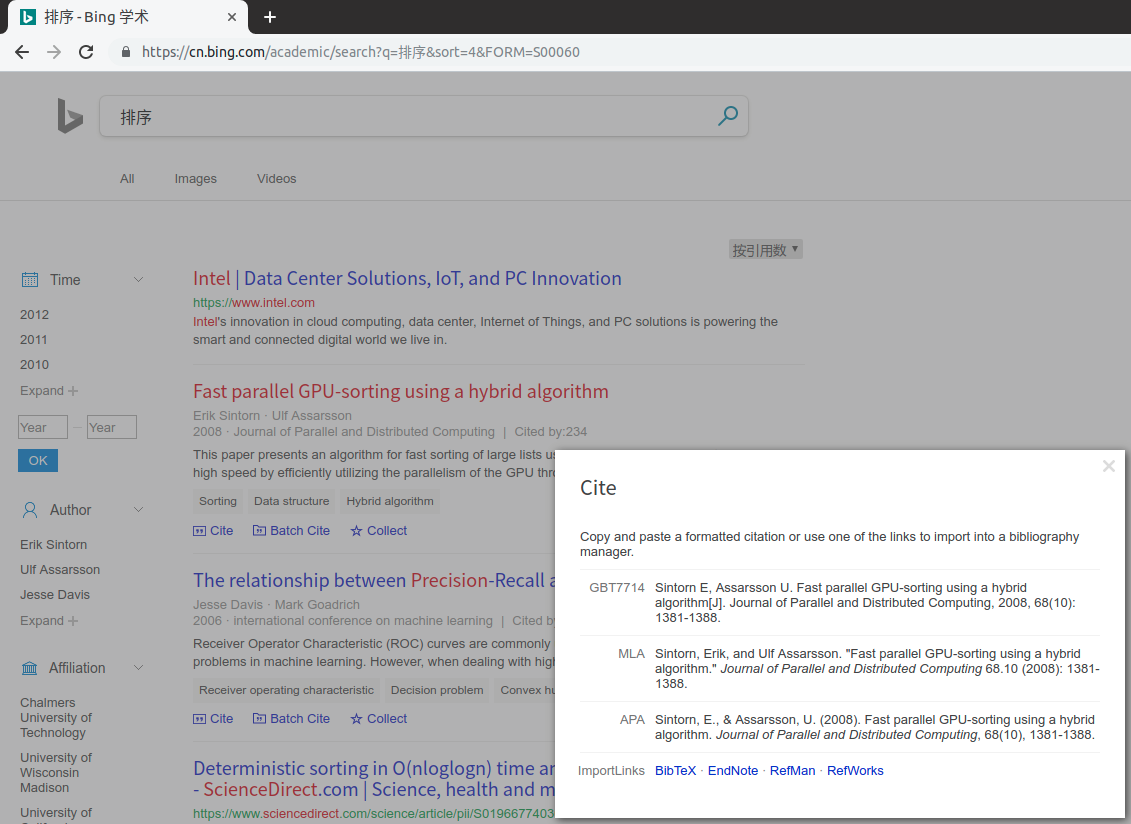 排序 - Bing 学术
https://cn.bing.com/academic/search?q=排序&sort=4&FORM=S00060
排序
All Images Videos
按引用数
Time
2012
2011
2010
Expand
Year – Year
OK
Author
Erik Sintorn
Ulf Assarsson
Jesse Davis
Expand
Affiliation
Chalmers
University of
Technology
University of
Wisconsin
Madison
University of
Intel | Data Center Solutions, IoT, and PC Innovation
https://www.intel.com
Intel's innovation in cloud computing, data center, Internet of Things, and PC solutions is powering the
smart and connected digital world we live in.
Fast parallel GPU-sorting using a hybrid algorithm
Erik Sintorn · Ulf Assarsson
2008 · Journal of Parallel and Distributed Computing | Cited by:234
This paper presents an algorithm for fast sorting of large lists
high speed by efficiently utilizing the parallelism of the GPU
Sorting Data structure Hybrid algorithm
Cite Batch Cite Collect
The relationship between Precision-Recall
Jesse Davis · Mark Goadrich
2006 · international conference on machine learning | Cited
Receiver Operator Characteristic (ROC) curves are commonly
problems in machine learning. However, when dealing with
Receiver operating characteristic Decision problem Convex
Cite Batch Cite Collect
Deterministic sorting in O(nloglogn) time
- ScienceDirect.com | Science, health and
https://www.sciencedirect.com/science/article/pii/S0196677403
Cite
Copy and paste a formatted citation or use one of the links to import into a bibliography
manager.
GBT7714 Sintorn E, Assarsson U. Fast parallel GPU-sorting using a hybrid
algorithm[J]. Journal of Parallel and Distributed Computing, 2008, 68(10):
1381-1388.
MLA Sintorn, Erik, and Ulf Assarsson. "Fast parallel GPU-sorting using a hybrid
algorithm." Journal of Parallel and Distributed Computing 68.10 (2008): 1381-
1388.
APA Sintorn, E., & Assarsson, U. (2008). Fast parallel GPU-sorting using a hybrid
algorithm. Journal of Parallel and Distributed Computing, 68(10), 1381-1388.
ImportLinks BibTeX · EndNote · RefMan · RefWorks